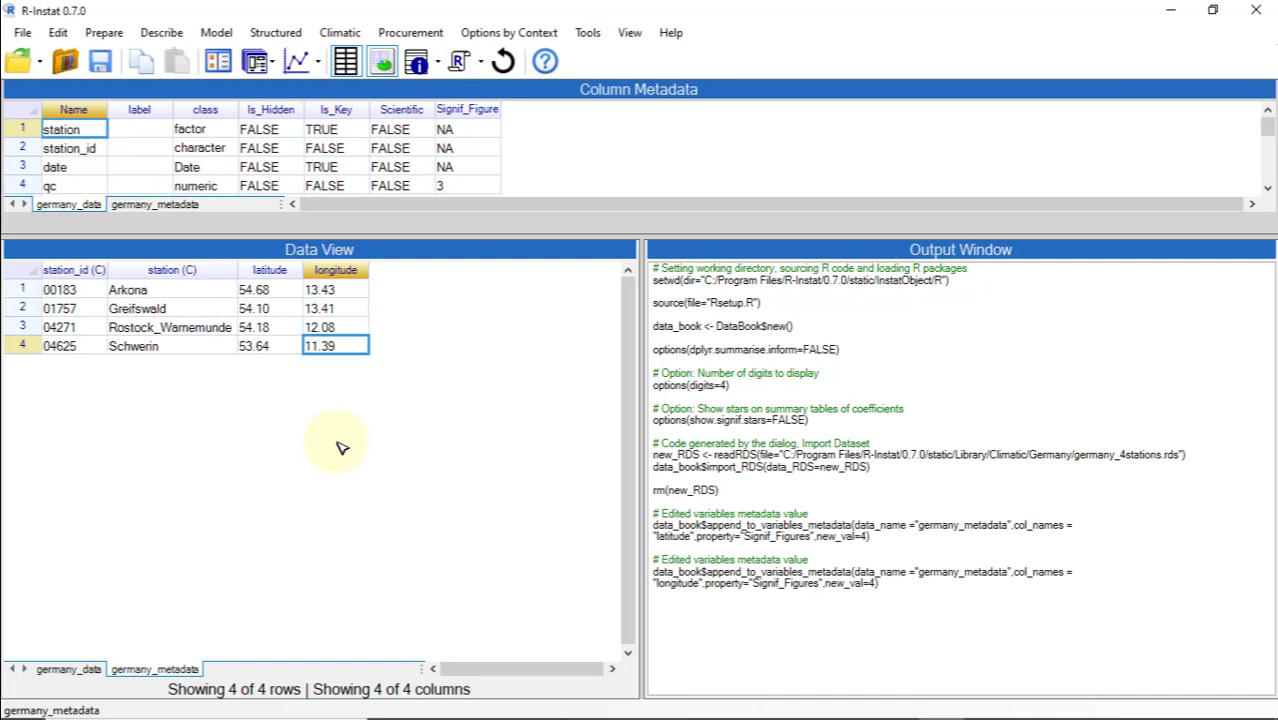 R-Instat 0.7.0
File Edit Prepare Describe Model Structured Climatic Procurement Options by Context Tools View Help
Column Metadata
Name label class Is_Hidden Is_Key Scientific Signif_Figure
1 station factor FALSE TRUE FALSE NA
2 station_id character FALSE FALSE FALSE NA
3 date Date FALSE TRUE FALSE NA
4 qc numeric FALSE FALSE FALSE 3
germany_data germany_metadata
Data View
station_id (C) station (C) latitude longitude
1 00183 Arkona 54.68 13.43
2 01757 Greifswald 54.10 13.41
3 04271 Rostock_Warnemunde 54.18 12.08
4 04625 Schwerin 53.64 11.39
germany_data germany_metadata
Showing 4 of 4 rows | Showing 4 of 4 columns
Output Window
# Setting working directory, sourcing R code and loading R packages
setwd(dir="C:/Program Files/R-Instat/0.7.0/static/InstatObject/R")
source(file="Rsetup.R")
data_book <- DataBook$new()
options(dplyr.summarise.inform=FALSE)
# Option: Number of digits to display
options(digits=4)
# Option: Show stars on summary tables of coefficients
options(show.signif.stars=FALSE)
# Code generated by the dialog, Import Dataset
new_RDS <- readRDS(file="C:/Program Files/R-Instat/0.7.0/static/Library/Climatic/Germany/germany_4stations.rds")
data_book$import_RDS(data_RDS=new_RDS)
rm(new_RDS)
# Edited variables metadata value
data_book$append_to_variables_metadata(data_name ="germany_metadata",col_names =
"latitude",property="Signif_Figures",new_val=4)
# Edited variables metadata value
data_book$append_to_variables_metadata(data_name ="germany_metadata",col_names =
"longitude",property="Signif_Figures",new_val=4)
germany_metadata